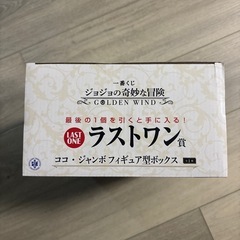 一番くじ
ジョジョの奇妙な冒険
GOLDEN WIND
最後の1個を引くと手に入る!
LAST ONE ラストワン賞
ココ・ジャンボ フィギュア型ボックス